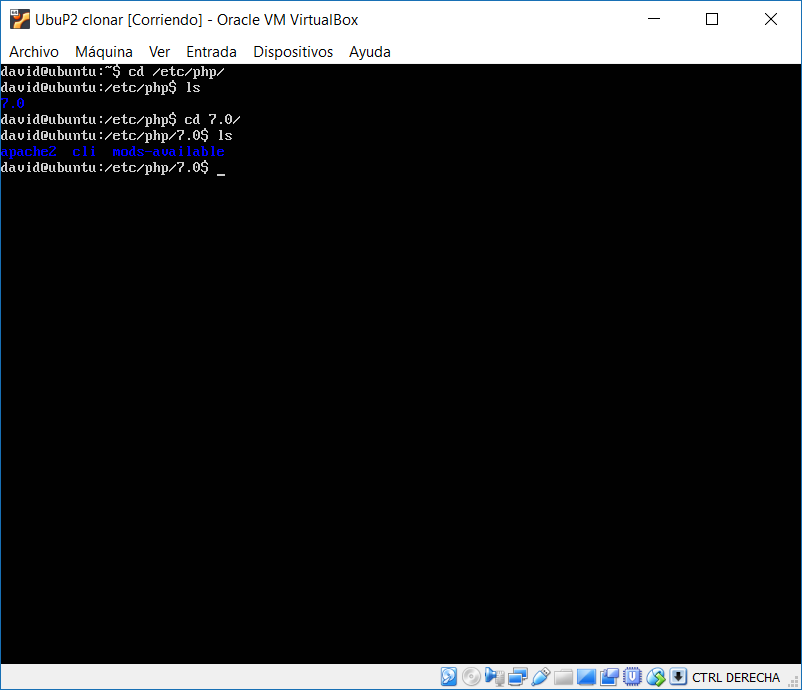 UbuP2 clonar [Corriendo] - Oracle VM VirtualBox
Archivo Máquina Ver Entrada Dispositivos Ayuda
david@ubuntu:~$ cd /etc/php/
david@ubuntu:/etc/php$ ls
7.0
david@ubuntu:/etc/php$ cd 7.0/
david@ubuntu:/etc/php/7.0$ ls
apache2 cli mods-available
david@ubuntu:/etc/php/7.0$ _
CTRL DERECHA